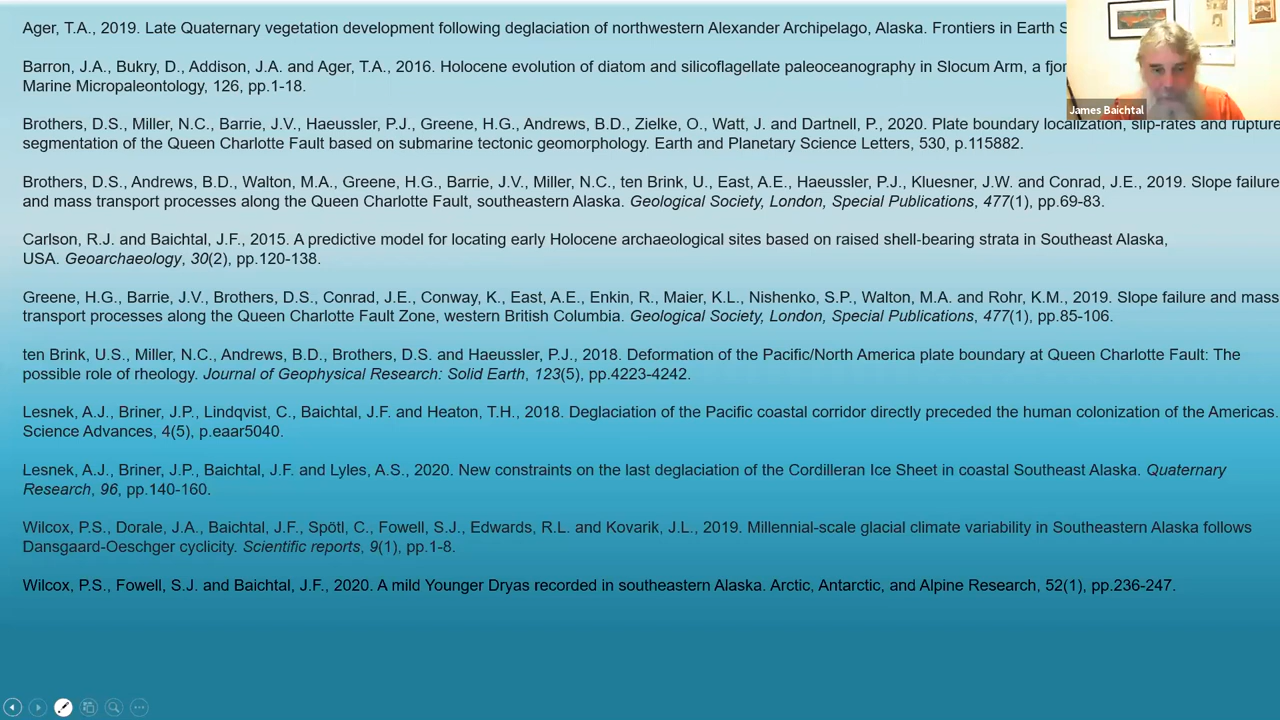 Ager, T.A., 2019. Late Quaternary vegetation development following deglaciation of northwestern Alexander Archipelago, Alaska. Frontiers in Earth
Barron, J.A., Bukry, D., Addison, J.A. and Ager, T.A., 2016. Holocene evolution of diatom and silicoflagellate paleoceanography in Slocum Arm, a
Marine Micropaleontology, 126, pp.1-18.
James Baichtal
Brothers, D.S., Miller, N.C., Barrie, J.V., Haeussler, P.J., Greene, H.G., Andrews, B.D., Zielke, O., Watt, J. and Dartnell, P., 2020. Plate boundary localization, slip-rates and rupture
segmentation of the Queen Charlotte Fault based on submarine tectonic geomorphology. Earth and Planetary Science Letters, 530, p.115882.
Brothers, D.S., Andrews, B.D., Walton, M.A., Greene, H.G., Barrie, J.V., Miller, N.C., ten Brink, U., East, A.E., Haeussler, P.J., Kluesner, J.W. and Conrad, J.E., 2019. Slope failure
and mass transport processes along the Queen Charlotte Fault, southeastern Alaska. Geological Society, London, Special Publications, 477(1), pp.69-83.
Carlson, R.J. and Baichtal, J.F., 2015. A predictive model for locating early Holocene archaeological sites based on raised shell-bearing strata in Southeast Alaska,
USA. Geoarchaeology, 30(2), pp.120-138.
Greene, H.G., Barrie, J.V., Brothers, D.S., Conrad, J.E., Conway, K., East, A.E., Enkin, R., Maier, K.L., Nishenko, S.P., Walton, M.A. and Rohr, K.M., 2019. Slope failure and mass
transport processes along the Queen Charlotte Fault Zone, western British Columbia. Geological Society, London, Special Publications, 477(1), pp.85-106.
ten Brink, U.S., Miller, N.C., Andrews, B.D., Brothers, D.S. and Haeussler, P.J., 2018. Deformation of the Pacific/North America plate boundary at Queen Charlotte Fault: The
possible role of rheology. Journal of Geophysical Research: Solid Earth, 123(5), pp.4223-4242.
Lesnek, A.J., Briner, J.P., Lindqvist, C., Baichtal, J.F. and Heaton, T.H., 2018. Deglaciation of the Pacific coastal corridor directly preceded the human colonization of the Americas.
Science Advances, 4(5), p.eaar5040.
Lesnek, A.J., Briner, J.P., Baichtal, J.F. and Lyles, A.S., 2020. New constraints on the last deglaciation of the Cordilleran Ice Sheet in coastal Southeast Alaska. Quaternary
Research, 96, pp.140-160.
Wilcox, P.S., Dorale, J.A., Baichtal, J.F., Spötl, C., Fowell, S.J., Edwards, R.L. and Kovarik, J.L., 2019. Millennial-scale glacial climate variability in Southeastern Alaska follows
Dansgaard-Oeschger cyclicity. Scientific reports, 9(1), pp.1-8.
Wilcox, P.S., Fowell, S.J. and Baichtal, J.F., 2020. A mild Younger Dryas recorded in southeastern Alaska. Arctic, Antarctic, and Alpine Research, 52(1), pp.236-247.